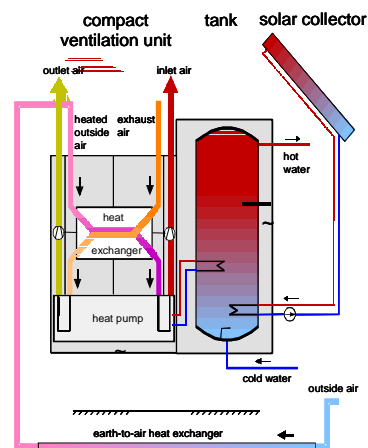 compact
ventilation unit
tank
solar collector
outlet air
inlet air
heated
outside
air
exhaust
air
hot
water
heat
exchanger
heat pump
cold water
outside air
earth-to-air heat exchanger